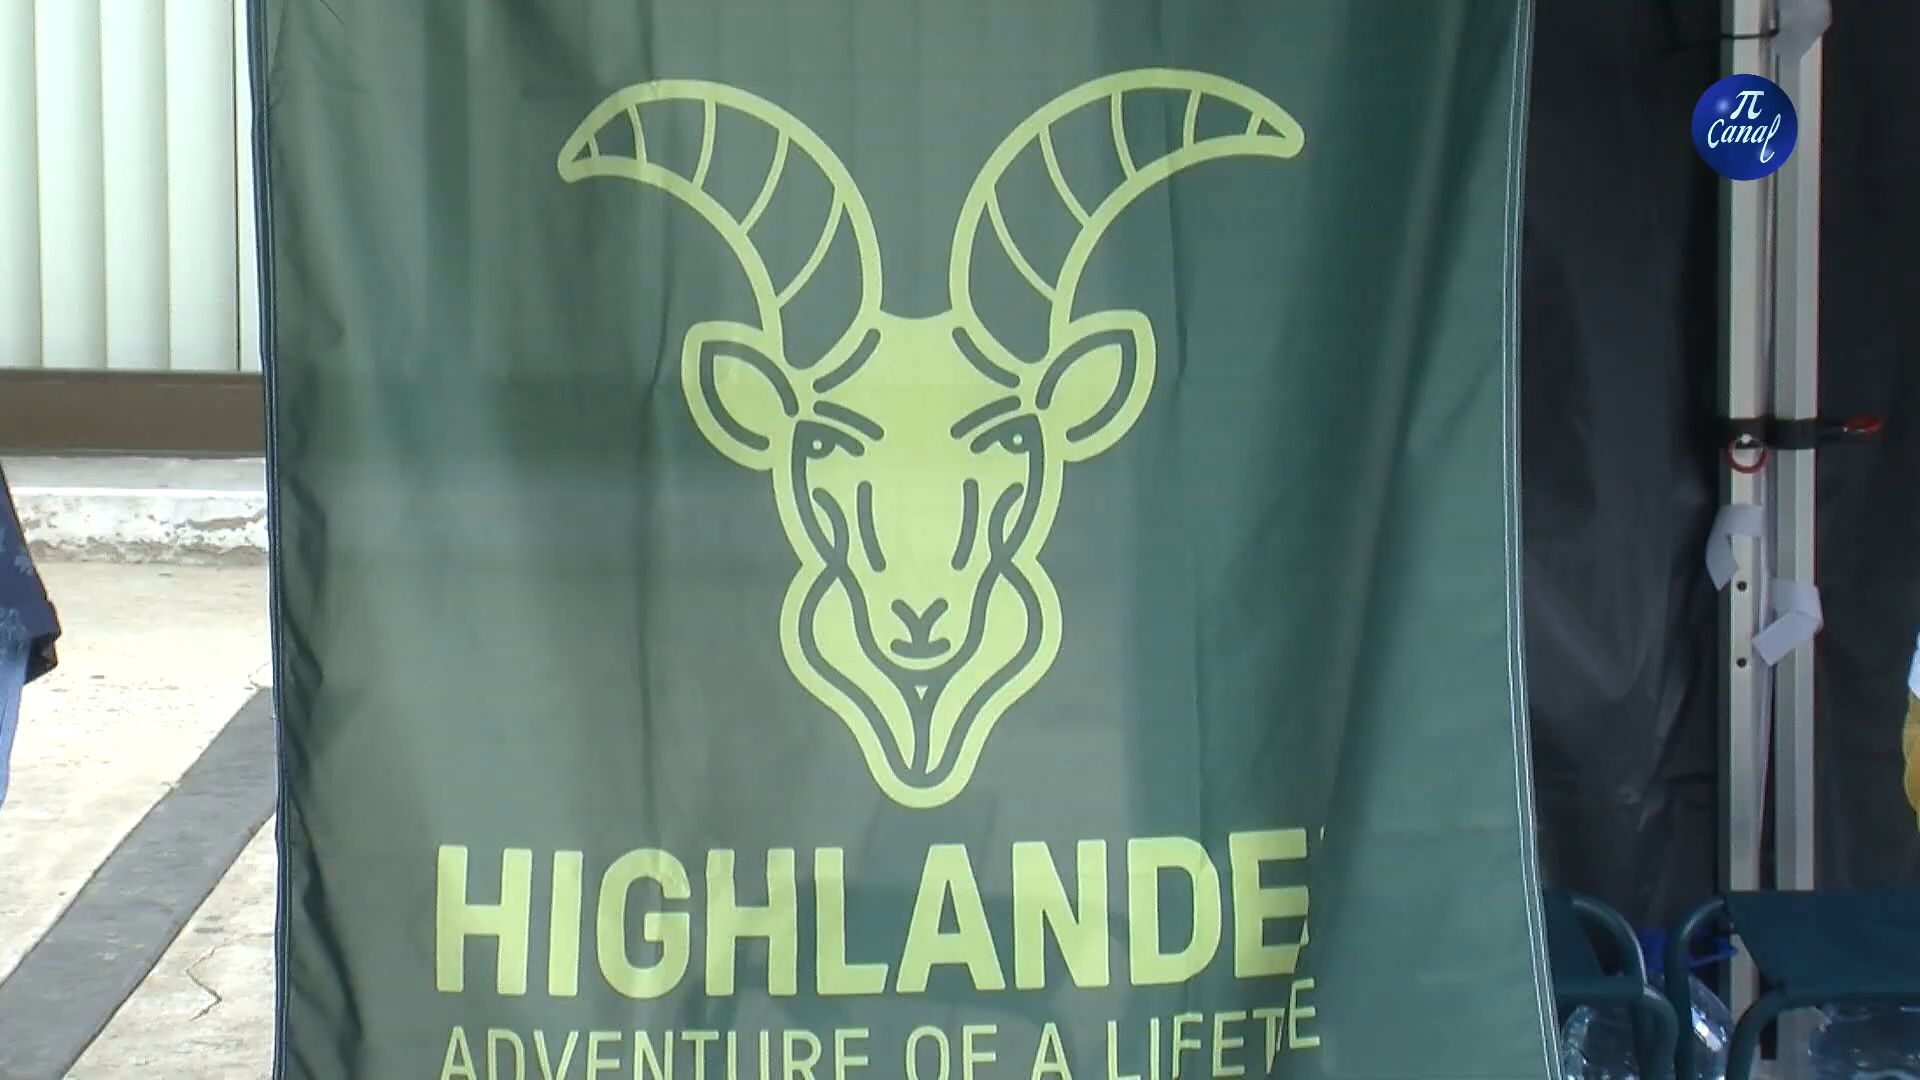 π
Canal
HIGHLANDE
ADVENTURE OF A LIFETE